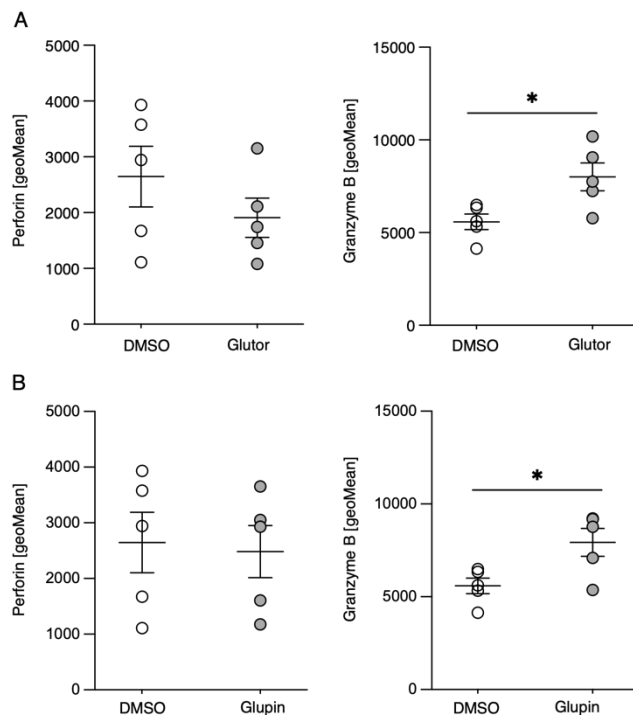 A
Perforin [geoMean]
5000
4000
3000
2000
1000
0
DMSO Glutor
Granzyme B [geoMean]
15000
10000
5000
0
*
DMSO Glutor
B
Perforin [geoMean]
5000
4000
3000
2000
1000
0
DMSO Glupin
Granzyme B [geoMean]
15000
10000
5000
0
*
DMSO Glupin